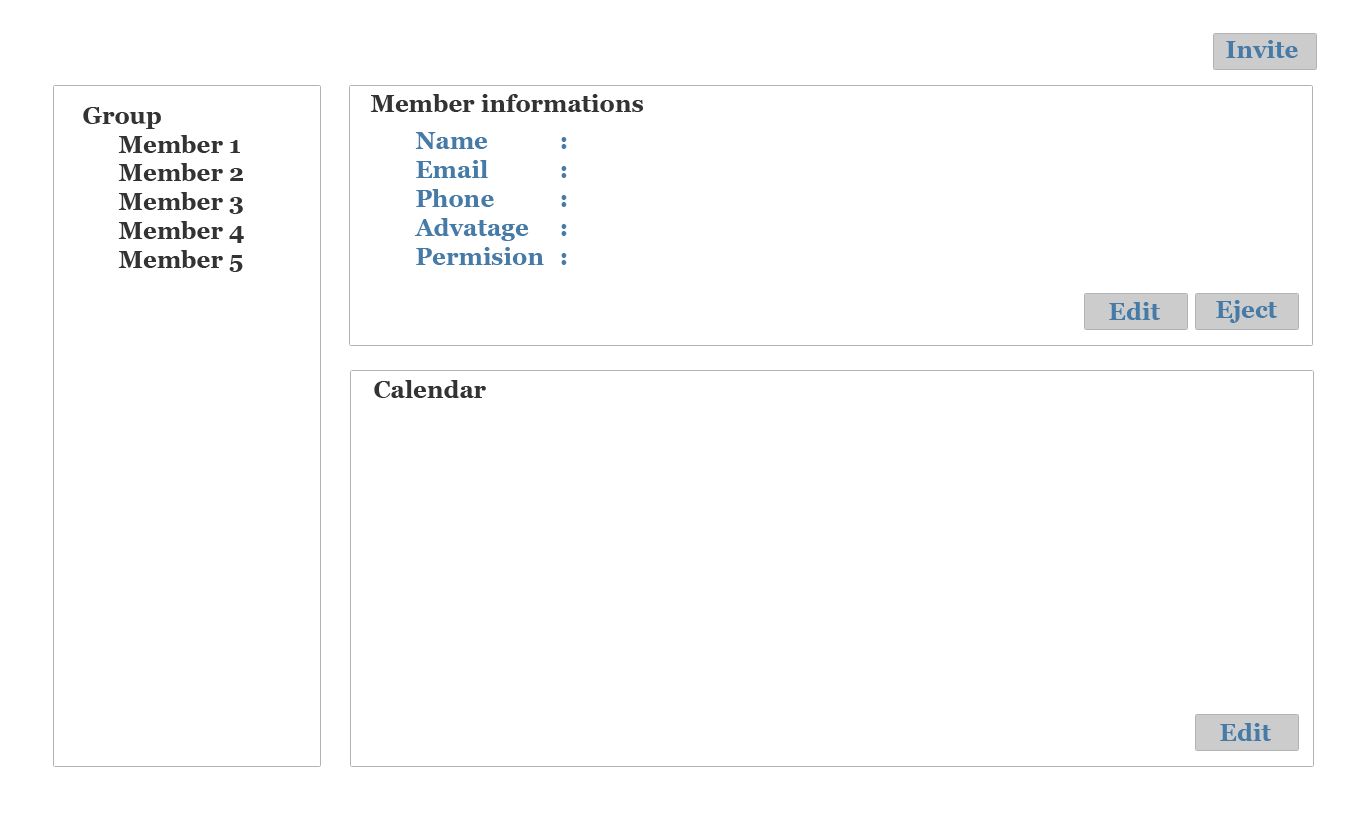 Invite
Group
Member 1
Member 2
Member 3
Member 4
Member 5
Member informations
Name :
Email :
Phone :
Advatage :
Permision :
Edit Eject
Calendar
Edit